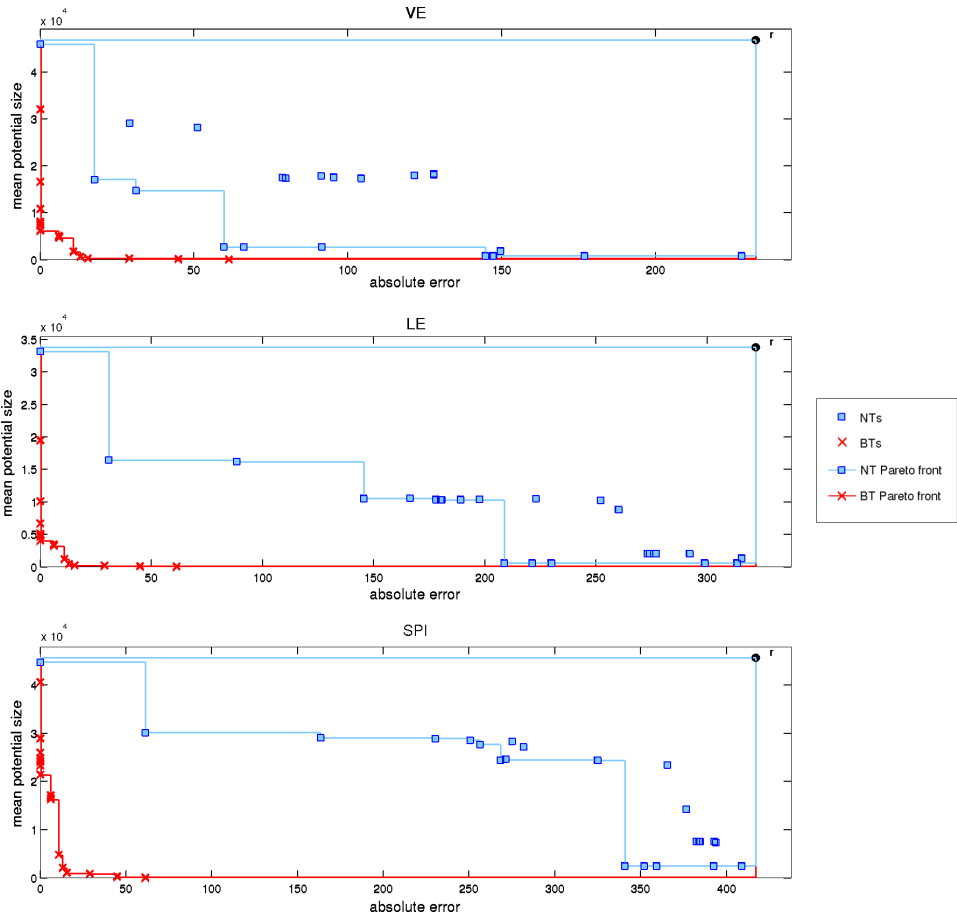 VE
x 10^4
mean potential size
4
3
2
1
0
r
0 50 100 150 200
absolute error
LE
x 10^4
mean potential size
3.5
3
2.5
2
1.5
1
0.5
0
r
0 50 100 150 200 250 300
absolute error
NTs
BTs
NT Pareto front
BT Pareto front
SPI
x 10^4
mean potential size
4
3
2
1
0
r
0 50 100 150 200 250 300 350 400
absolute error